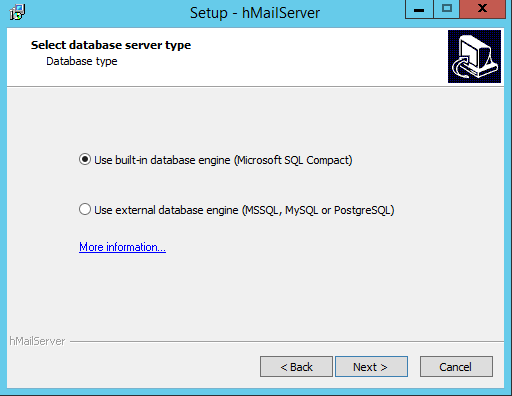 Setup - hMailServer
Select database server type
Database type
Use built-in database engine (Microsoft SQL Compact)
Use external database engine (MSSQL, MySQL or PostgreSQL)
More information...
hMailServer
< Back Next > Cancel